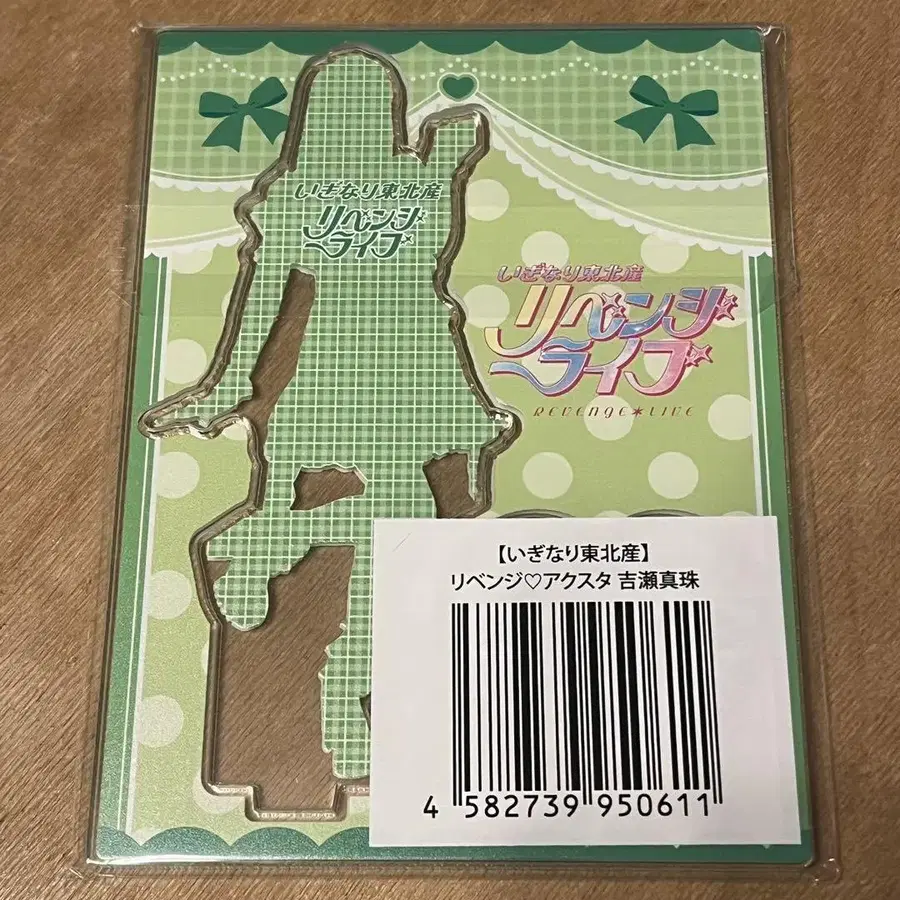 いぎなり東北産
リベンジ
ライブ
いぎなり東北産
リベンジ
ライブ
REVENGE★LIVE
【いぎなり東北産】
リベンジ♡アクスタ 吉瀬真珠
4 582739 950611